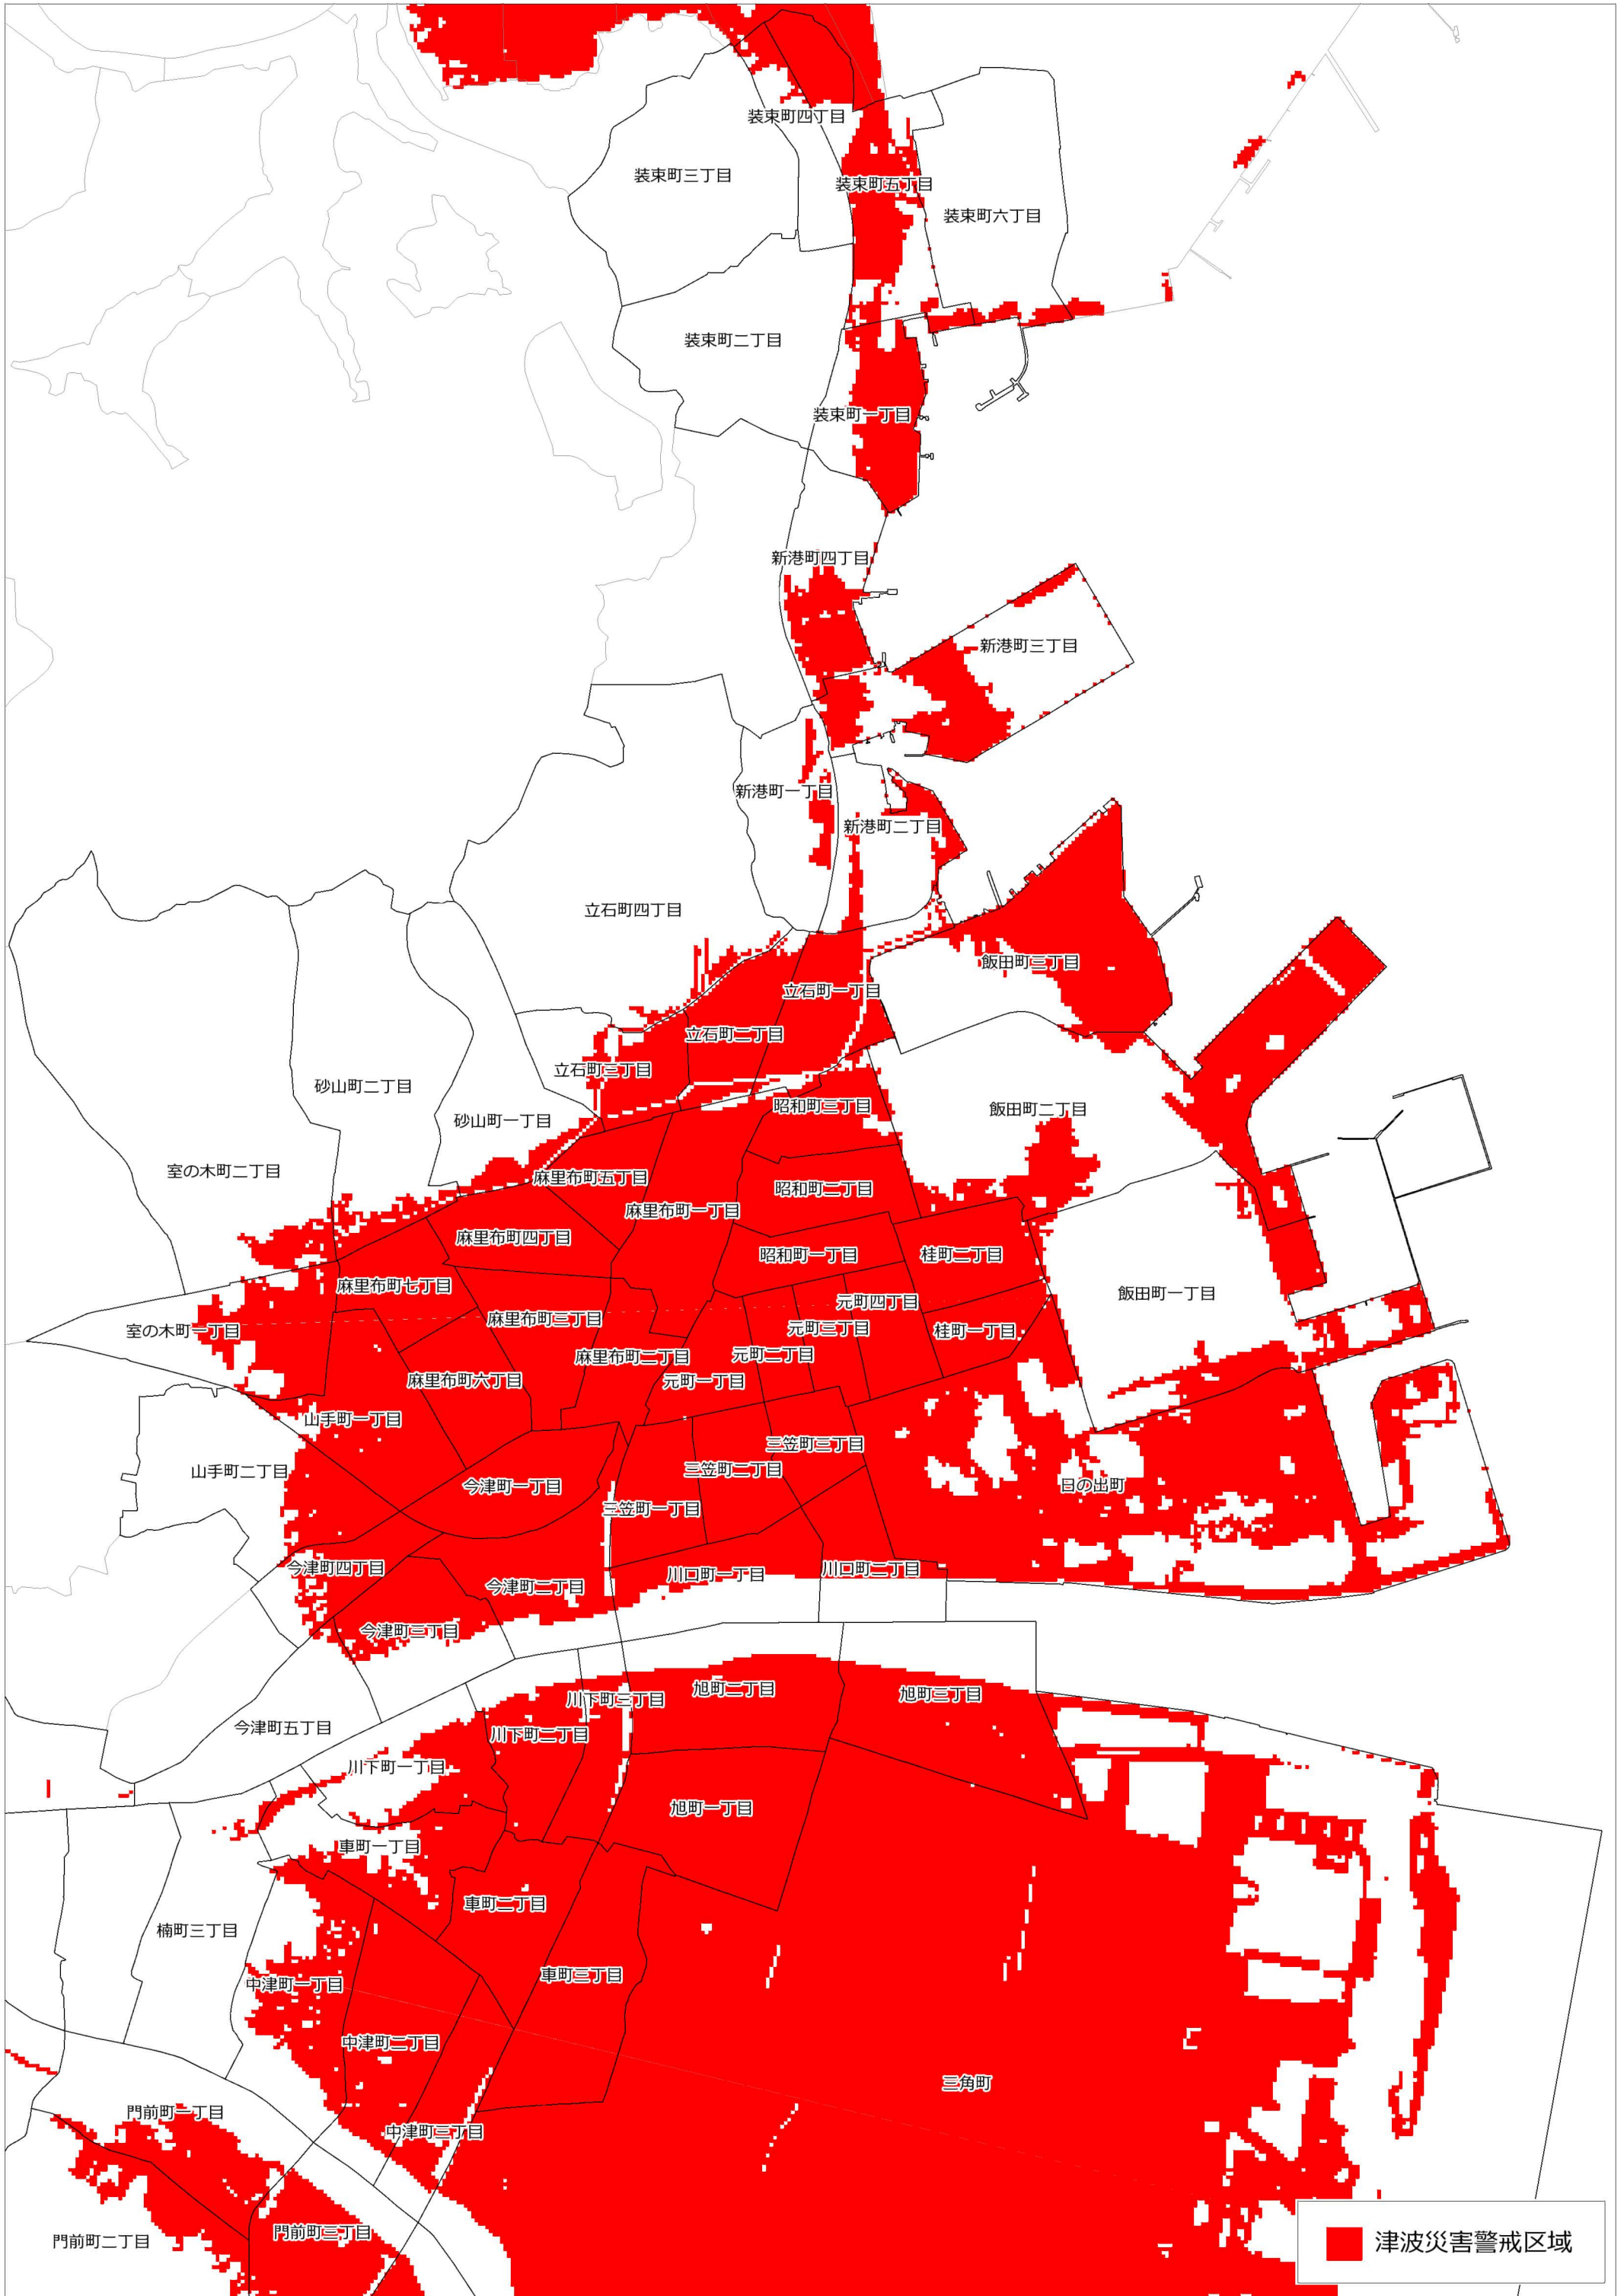 装束町四丁目
装束町三丁目
装束町五丁目
装束町六丁目
装束町二丁目
装束町一丁目
新港町四丁目
新港町三丁目
新港町一丁目
新港町二丁目
立石町四丁目
飯田町三丁目
立石町一丁目
立石町二丁目
立石町三丁目
砂山町二丁目
昭和町三丁目
飯田町二丁目
砂山町一丁目
室の木町二丁目
麻里布町五丁目
昭和町二丁目
麻里布町一丁目
麻里布町四丁目
昭和町一丁目
桂町二丁目
麻里布町七丁目
飯田町一丁目
元町四丁目
麻里布町三丁目
元町三丁目
室の木町一丁目
桂町一丁目
元町二丁目
麻里布町二丁目
麻里布町六丁目
元町一丁目
山手町一丁目
三笠町三丁目
三笠町二丁目
山手町二丁目
今津町一丁目
日の出町
三笠町一丁目
今津町四丁目
川口町二丁目
川口町一丁目
今津町二丁目
今津町三丁目
旭町二丁目
旭町三丁目
川下町三丁目
今津町五丁目
川下町二丁目
川下町一丁目
旭町一丁目
車町一丁目
車町二丁目
楠町三丁目
車町三丁目
中津町一丁目
中津町二丁目
三角町
門前町一丁目
中津町三丁目
門前町三丁目
門前町二丁目
津波災害警戒区域